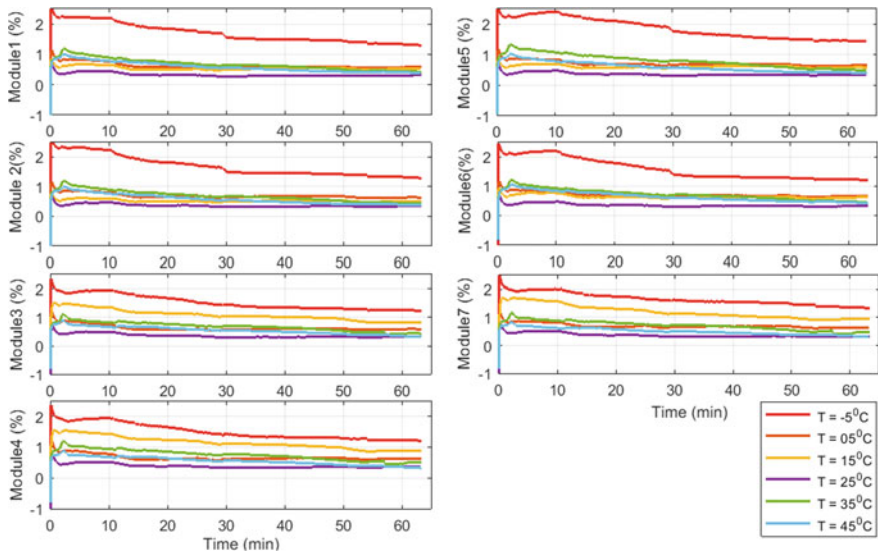 Module1 (%)
2
1
0
-1
0 10 20 30 40 50 60
Module 2(%)
2
1
0
-1
0 10 20 30 40 50 60
Module3 (%)
2
1
0
-1
0 10 20 30 40 50 60
Module4 (%)
2
1
0
-1
0 10 20 30 40 50 60
Time (min)
Module5 (%)
2
1
0
-1
0 10 20 30 40 50 60
Module6(%)
2
1
0
-1
0 10 20 30 40 50 60
Module7 (%)
2
1
0
-1
0 10 20 30 40 50 60
Time (min)
T = -5⁰C
T = 05⁰C
T = 15⁰C
T = 25⁰C
T = 35⁰C
T = 45⁰C